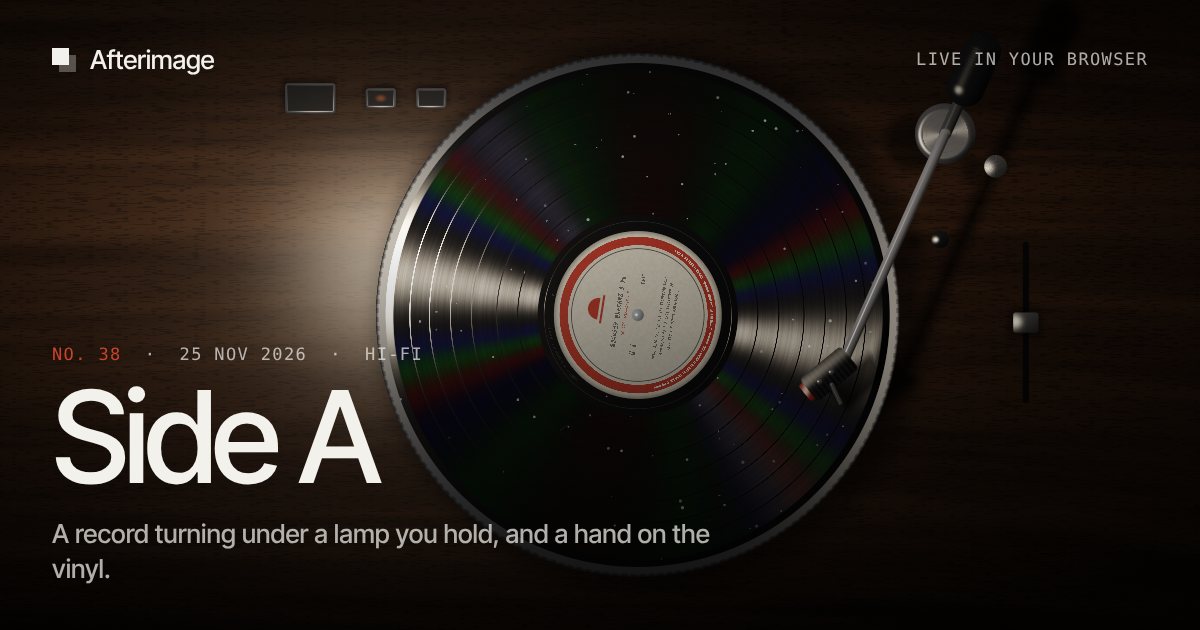 Afterimage
LIVE IN YOUR BROWSER
NO. 38 · 25 NOV 2026 · HI-FI
Side A
A record turning under a lamp you hold, and a hand on the
vinyl.